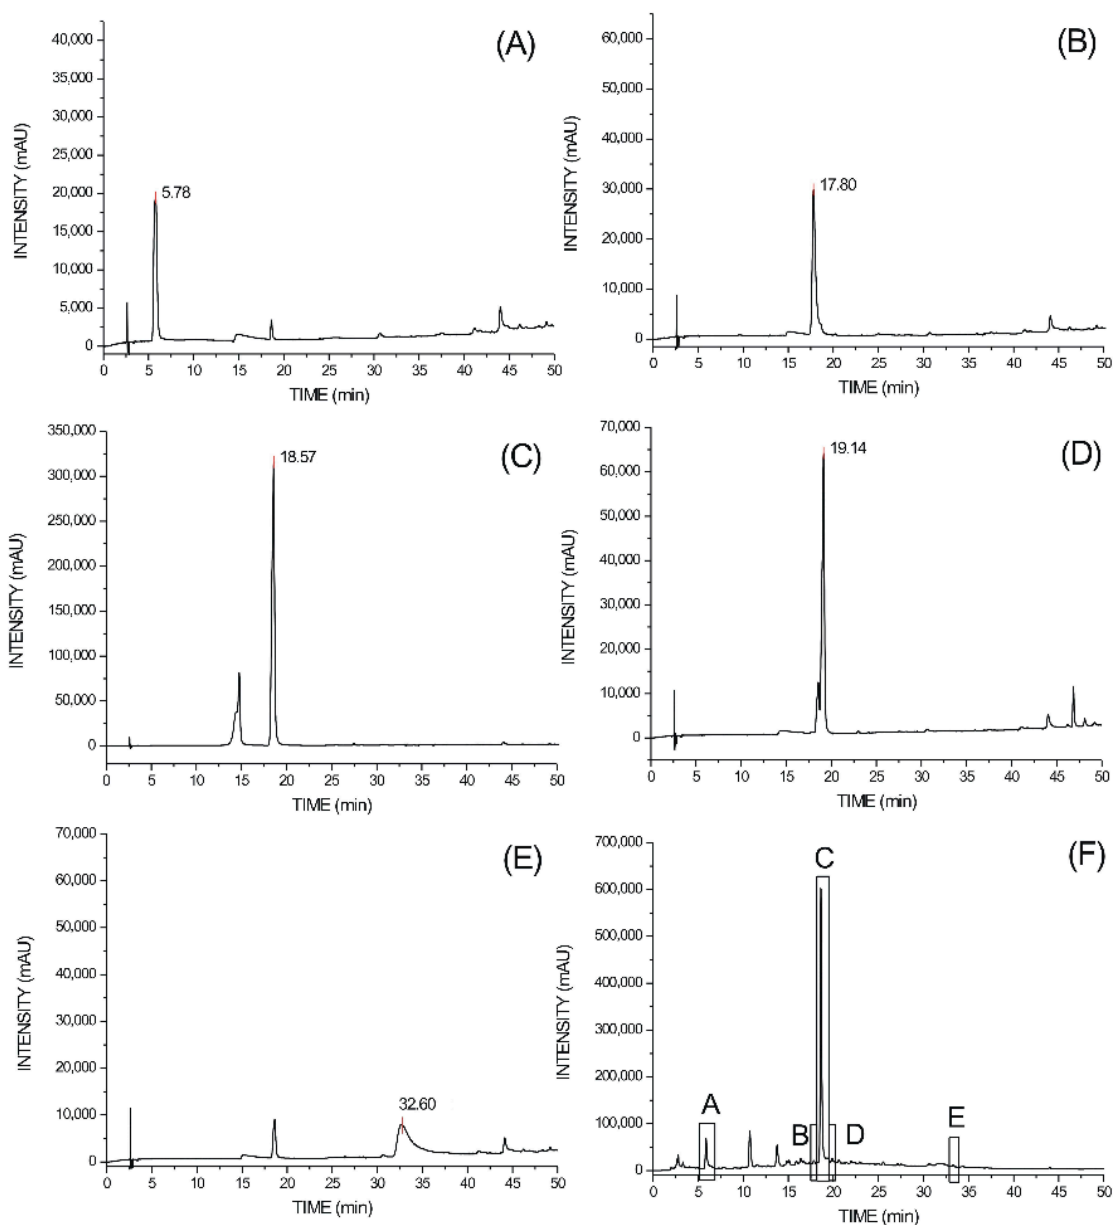 (A)
40,000
35,000
30,000
25,000
20,000
15,000
10,000
5,000
0
INTENSITY (mAU)
5.78
0 5 10 15 20 25 30 35 40 45 50
TIME (min)
(B)
60,000
50,000
40,000
30,000
20,000
10,000
0
INTENSITY (mAU)
17.80
0 5 10 15 20 25 30 35 40 45 50
TIME (min)
(C)
350,000
300,000
250,000
200,000
150,000
100,000
50,000
0
INTENSITY (mAU)
18.57
0 5 10 15 20 25 30 35 40 45 50
TIME (min)
(D)
70,000
60,000
50,000
40,000
30,000
20,000
10,000
0
INTENSITY (mAU)
19.14
0 5 10 15 20 25 30 35 40 45 50
TIME (min)
(E)
70,000
60,000
50,000
40,000
30,000
20,000
10,000
0
INTENSITY (mAU)
32.60
0 5 10 15 20 25 30 35 40 45 50
TIME (min)
(F)
700,000
600,000
500,000
400,000
300,000
200,000
100,000
0
INTENSITY (mAU)
C
A
B
D
E
0 5 10 15 20 25 30 35 40 45 50
TIME (min)